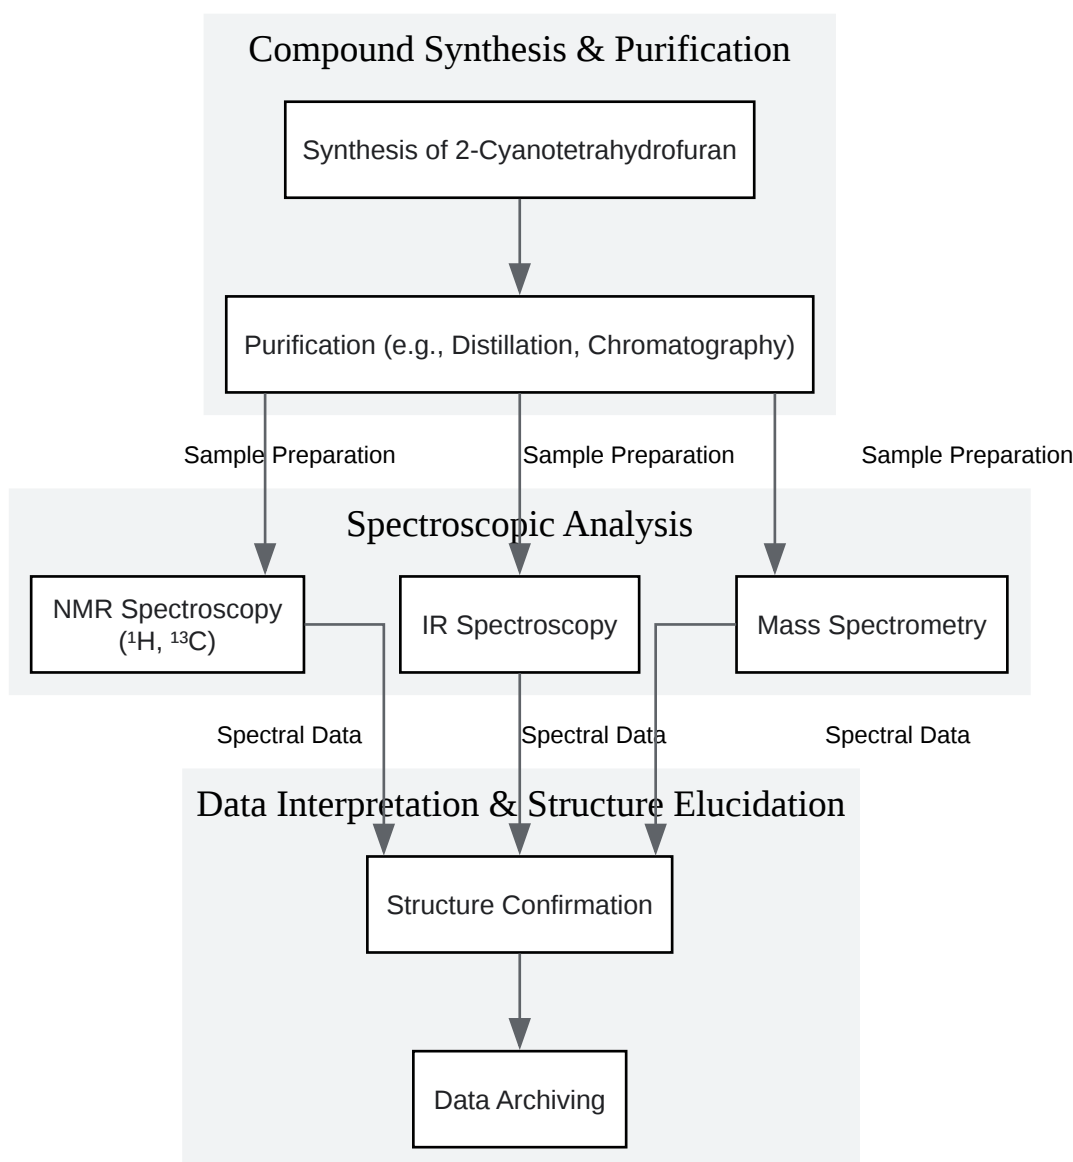 Compound Synthesis & Purification
Synthesis of 2-Cyanotetrahydrofuran
Purification (e.g., Distillation, Chromatography)
Sample Preparation
Sample Preparation
Sample Preparation
Spectroscopic Analysis
NMR Spectroscopy
(¹H, ¹³C)
IR Spectroscopy
Mass Spectrometry
Spectral Data
Spectral Data
Spectral Data
Data Interpretation & Structure Elucidation
Structure Confirmation
Data Archiving